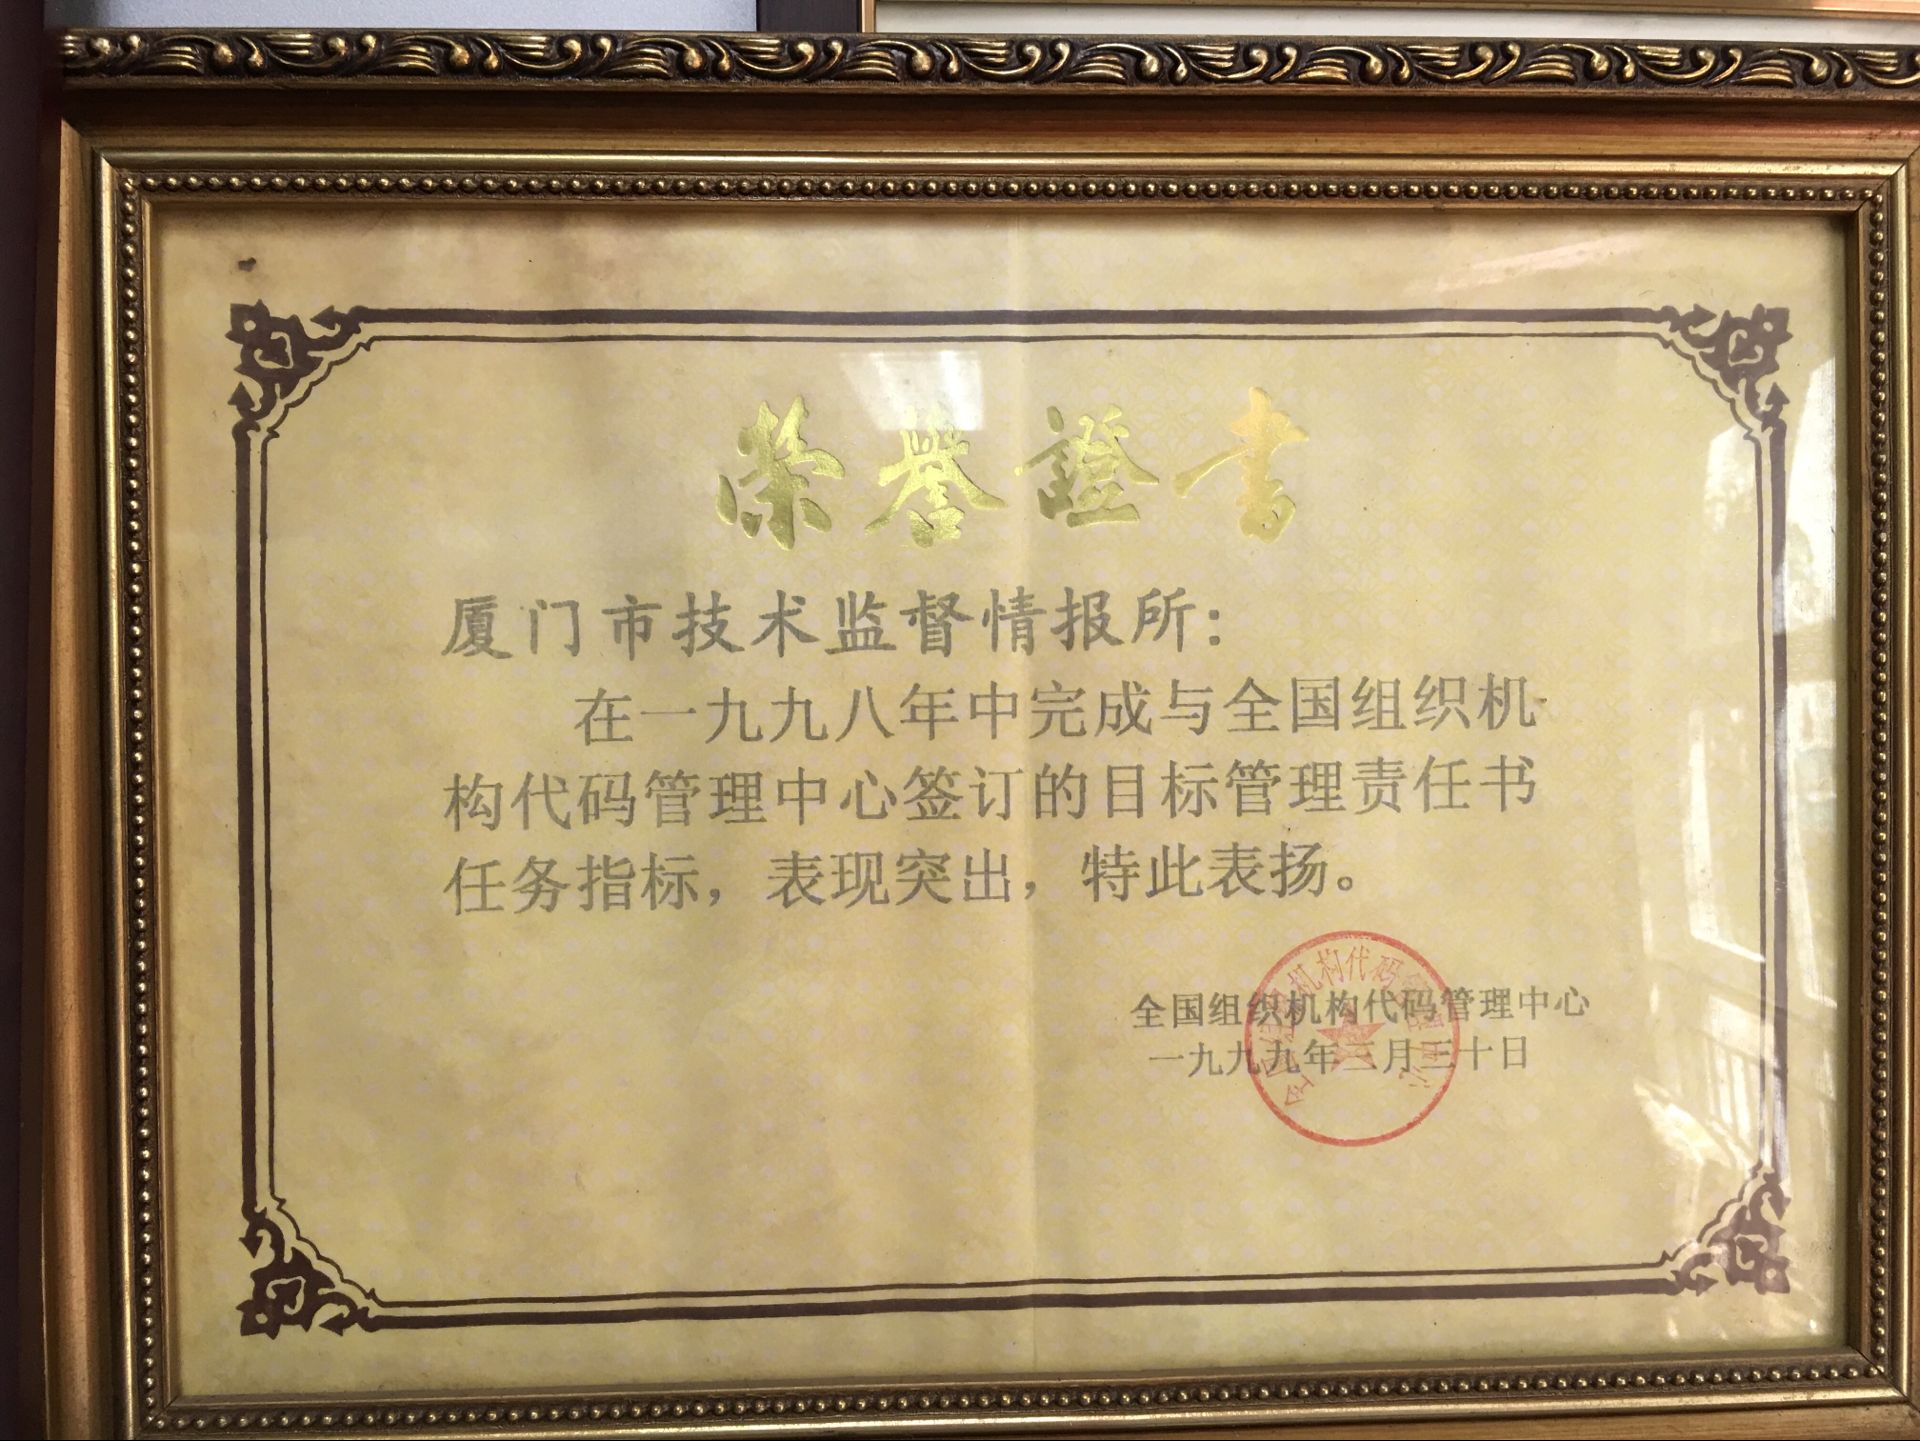 荣誉證书
厦门市技术监督情报所：
在一九九八年中完成与全国组织机
构代码管理中心签订的目标管理责任书
任务指标，表现突出，特此表扬。
全国组织机构代码管理中心
一九九九年三月三十日